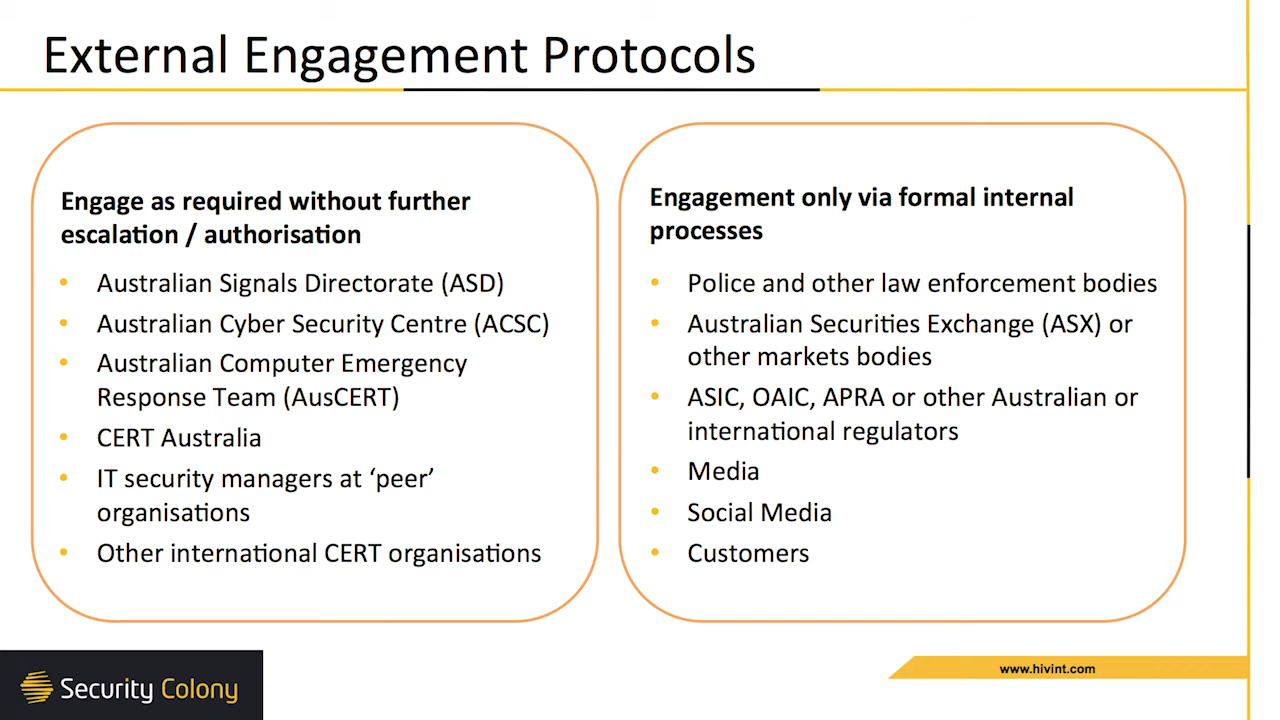 External Engagement Protocols
Engage as required without further
escalation / authorisation
• Australian Signals Directorate (ASD)
• Australian Cyber Security Centre (ACSC)
• Australian Computer Emergency
Response Team (AusCERT)
• CERT Australia
• IT security managers at ‘peer’
organisations
• Other international CERT organisations
Engagement only via formal internal
processes
• Police and other law enforcement bodies
• Australian Securities Exchange (ASX) or
other markets bodies
• ASIC, OAIC, APRA or other Australian or
international regulators
• Media
• Social Media
• Customers
Security Colony
www.hivint.com